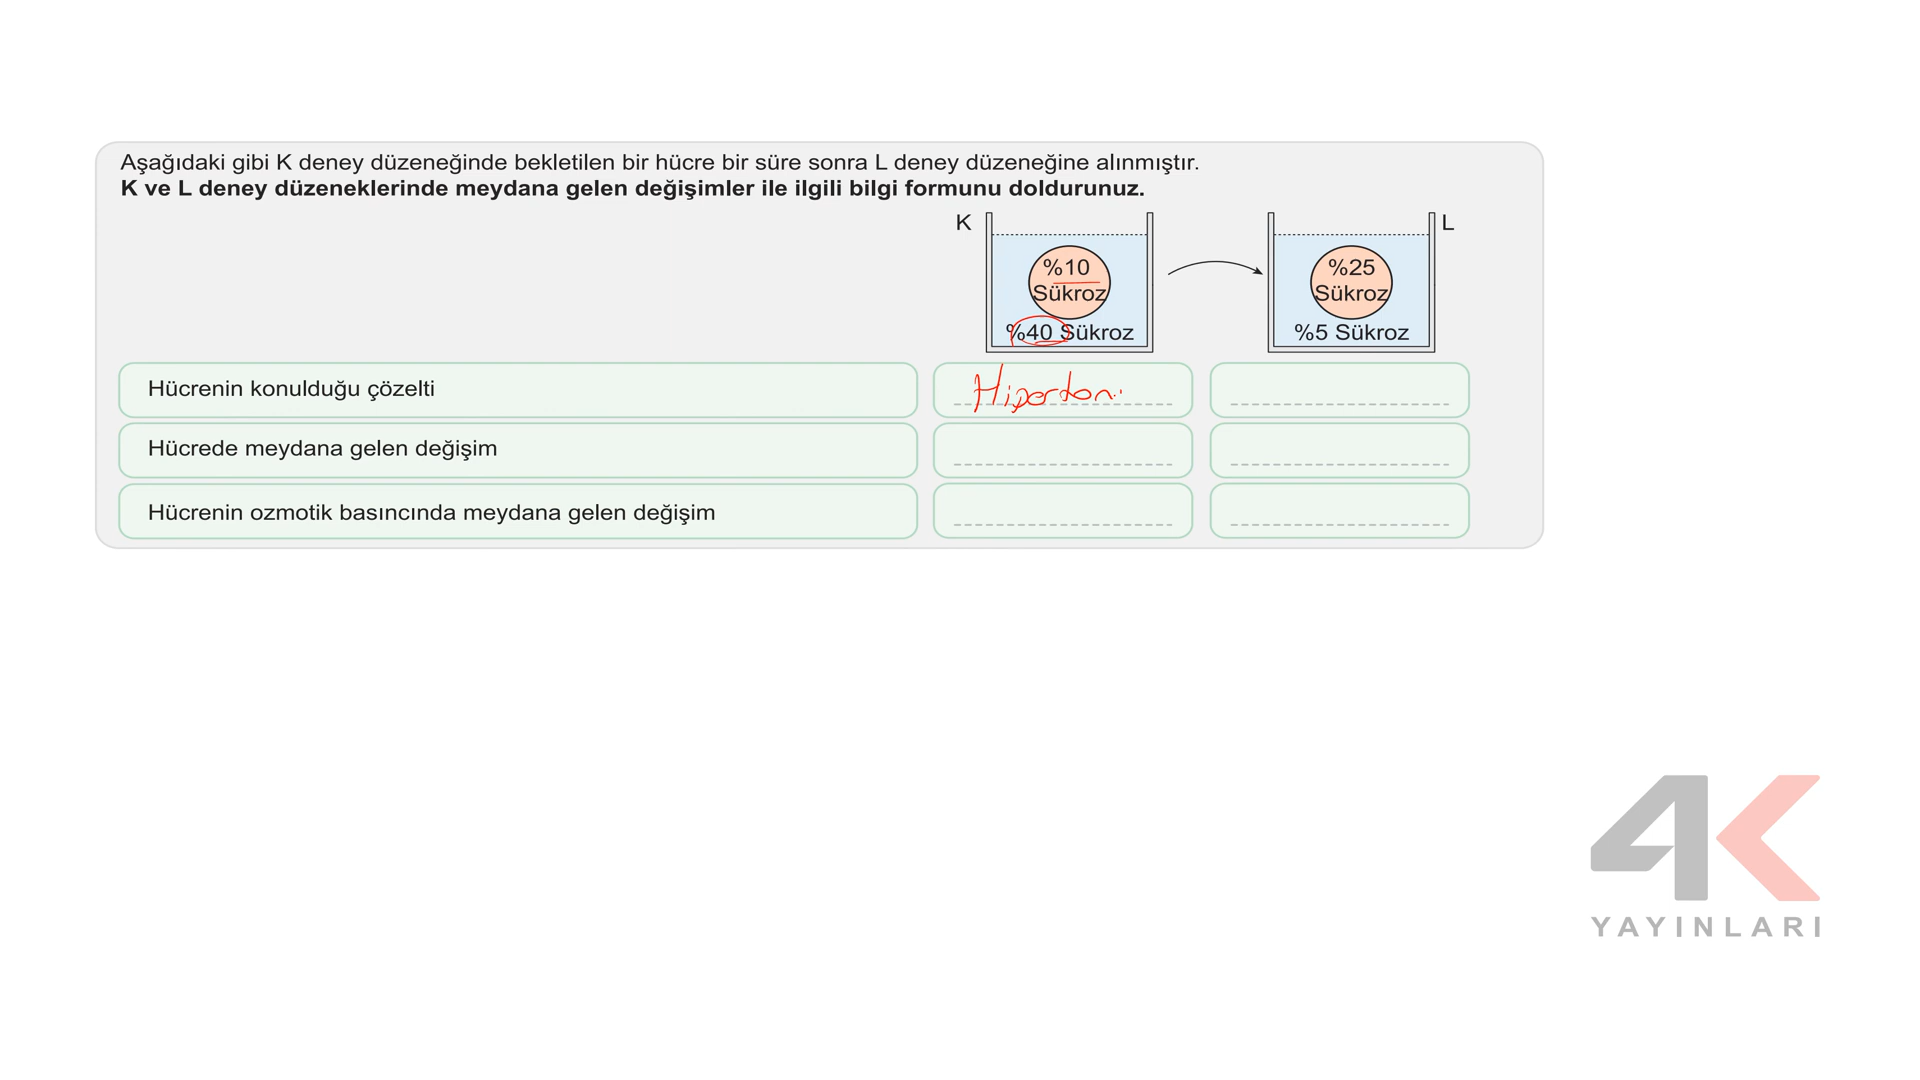 Aşağıdaki gibi K deney düzeneğinde bekletilen bir hücre bir süre sonra L deney düzeneğine alınmıştır.
K ve L deney düzeneklerinde meydana gelen değişimler ile ilgili bilgi formunu doldurunuz.
K
L
%10
Sükroz
%40 Sükroz
%25
Sükroz
%5 Sükroz
Hücrenin konulduğu çözelti
Hipertoni
Hücrede meydana gelen değişim
Hücrenin ozmotik basıncında meydana gelen değişim
4K
YAYINLARI